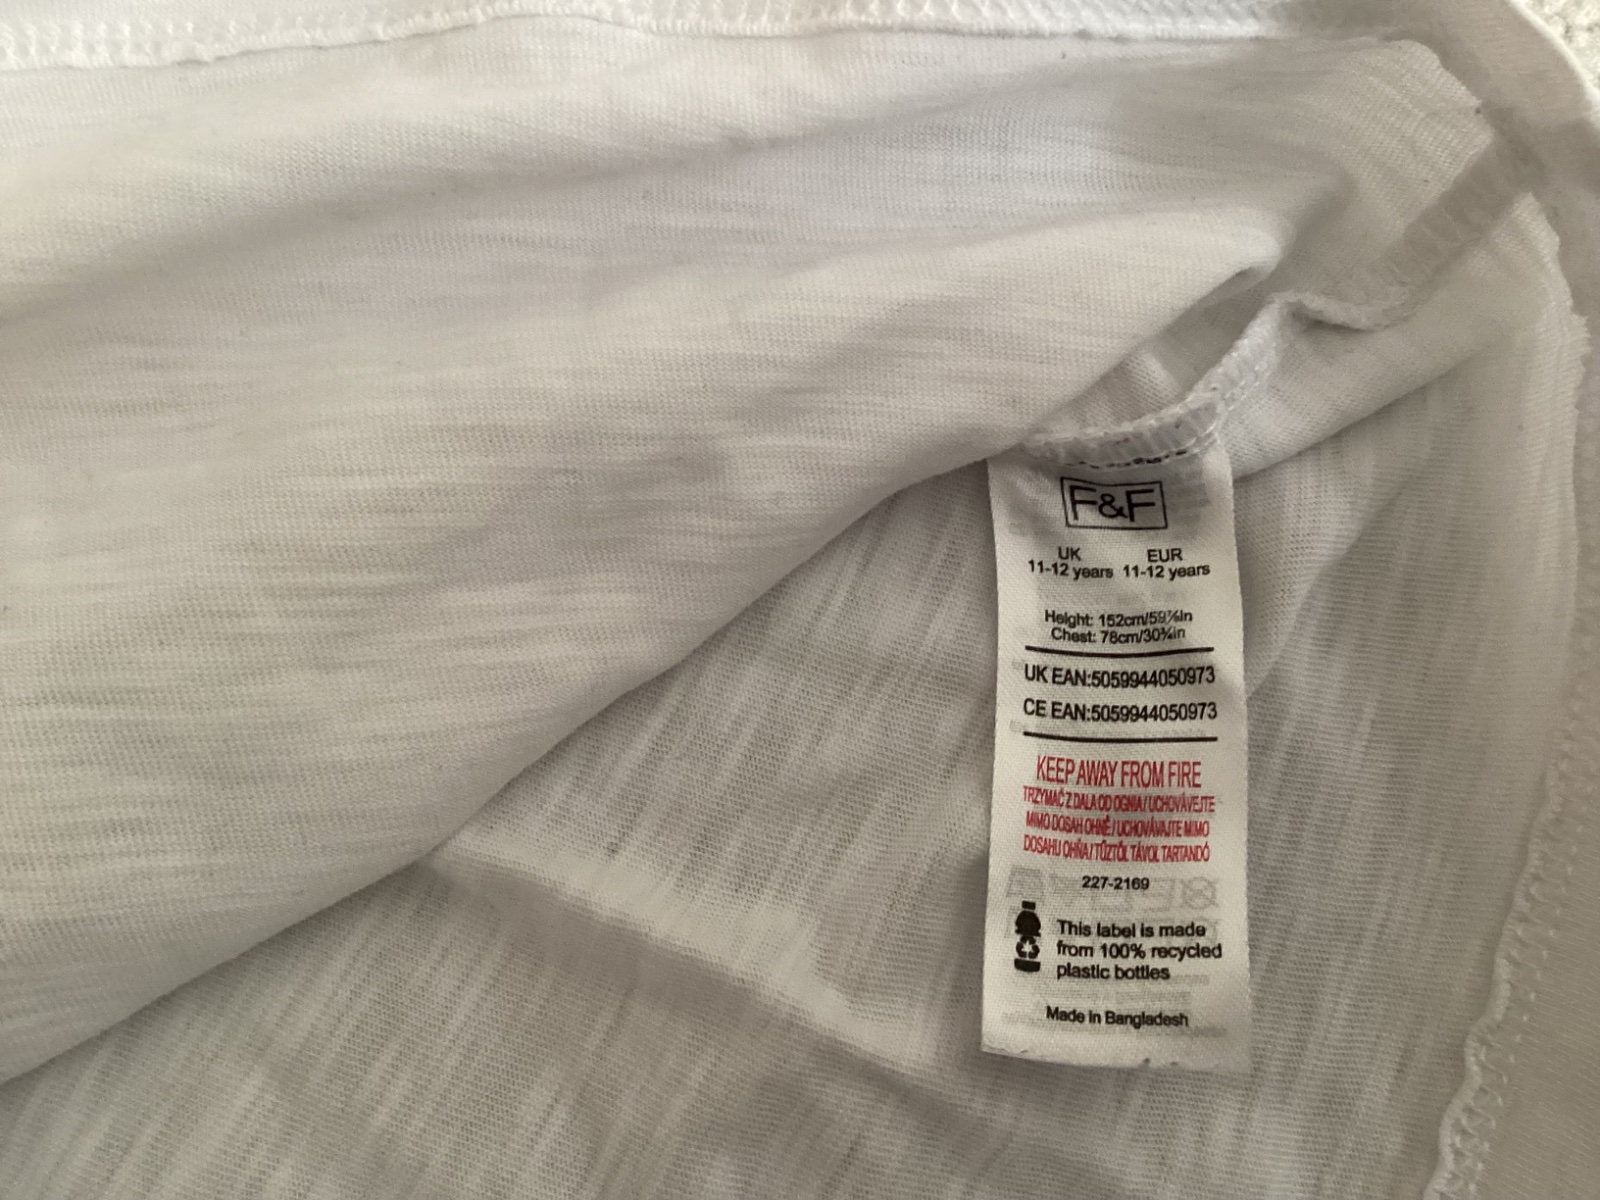 F&F
UK EUR
11-12 years 11-12 years
Height: 152cm/59⅞in
Chest: 78cm/30¾in
UK EAN:5059944050973
CE EAN:5059944050973
KEEP AWAY FROM FIRE
TRZYMAĆ Z DALA OD OGNIA / UCHOVÁVEJTE
MIMO DOSAH OHNĚ / UCHOVÁVAJTE MIMO
DOSAHU OHŇA / TŰZTŐL TÁVOL TARTANDÓ
227-2169
This label is made
from 100% recycled
plastic bottles
Made in Bangladesh